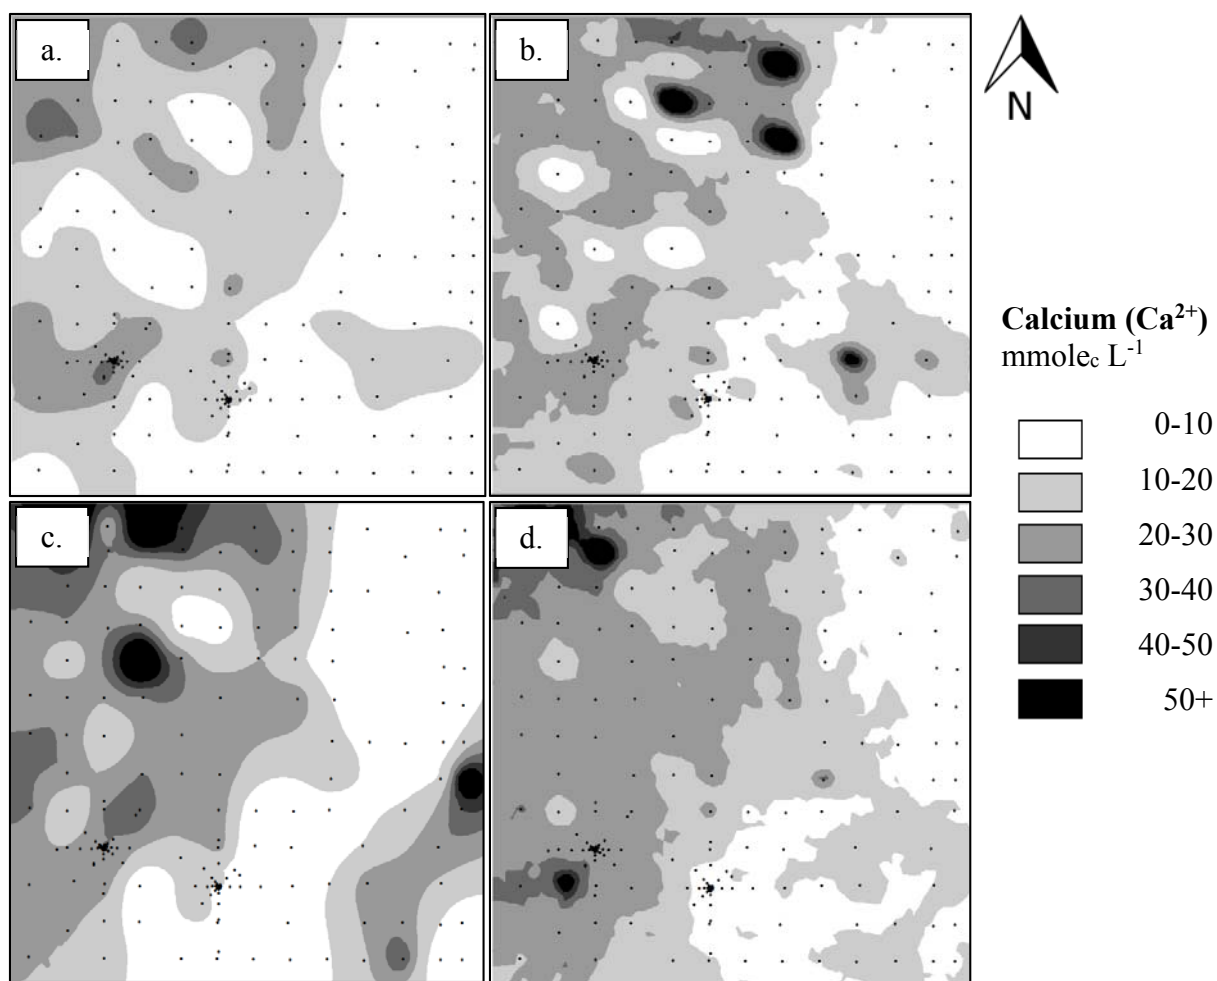 a.
b.
N
c.
d.
Calcium (Ca²⁺)
mmolec L⁻¹
0-10
10-20
20-30
30-40
40-50
50+